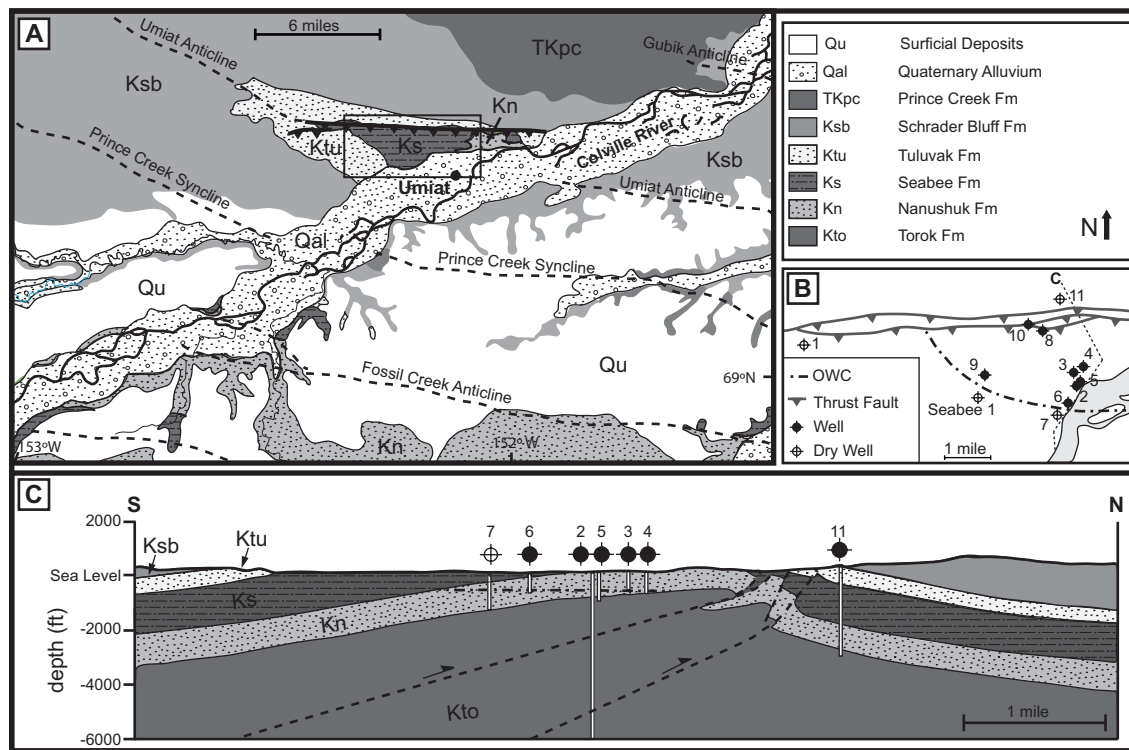 A
6 miles
Umiat Anticline
TKpc
Gubik Anticline
Ksb
Kn
Ktu
Ks
Colville River
Ksb
Prince Creek Syncline
Umiat
Umiat Anticline
Qal
Prince Creek Syncline
Qu
Qu
Fossil Creek Anticline
69ºN
153º W
Kn
152º W
Qu Surficial Deposits
Qal Quaternary Alluvium
TKpc Prince Creek Fm
Ksb Schrader Bluff Fm
Ktu Tuluvak Fm
Ks Seabee Fm
Kn Nanushuk Fm
Kto Torok Fm
N
B
C
11
1
10
8
9
3
4
5
2
6
7
Seabee 1
OWC
Thrust Fault
Well
Dry Well
1 mile
C
S
N
2000
Sea Level
-2000
-4000
-6000
depth (ft)
Ksb
Ktu
7
6
2
5
3
4
11
Ks
Kn
Kto
1 mile